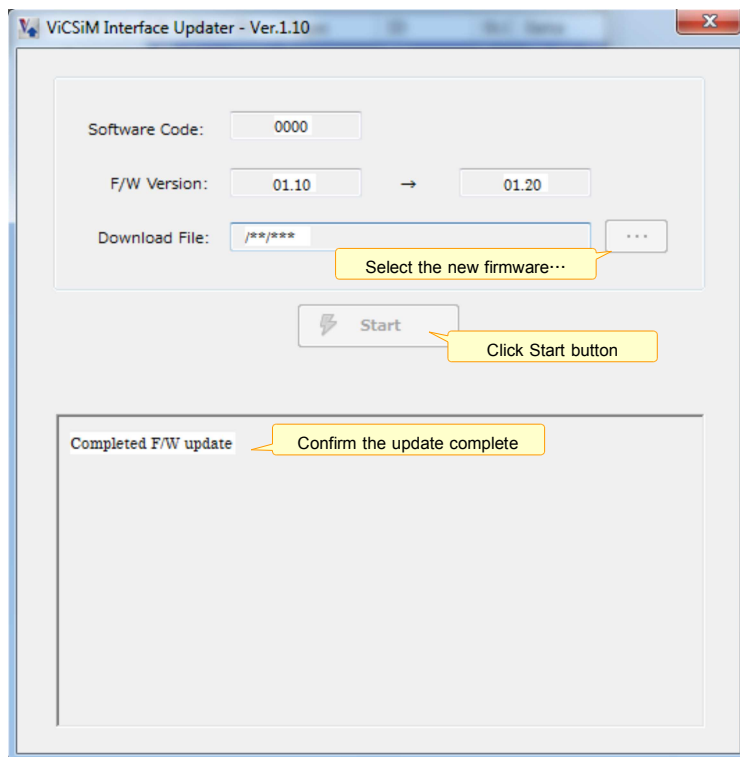 ViCSiM Interface Updater - Ver.1.10
Software Code: 0000
F/W Version: 01.10 → 01.20
Download File: /**/*** ...
Select the new firmware⋯
Start
Click Start button
Completed F/W update
Confirm the update complete